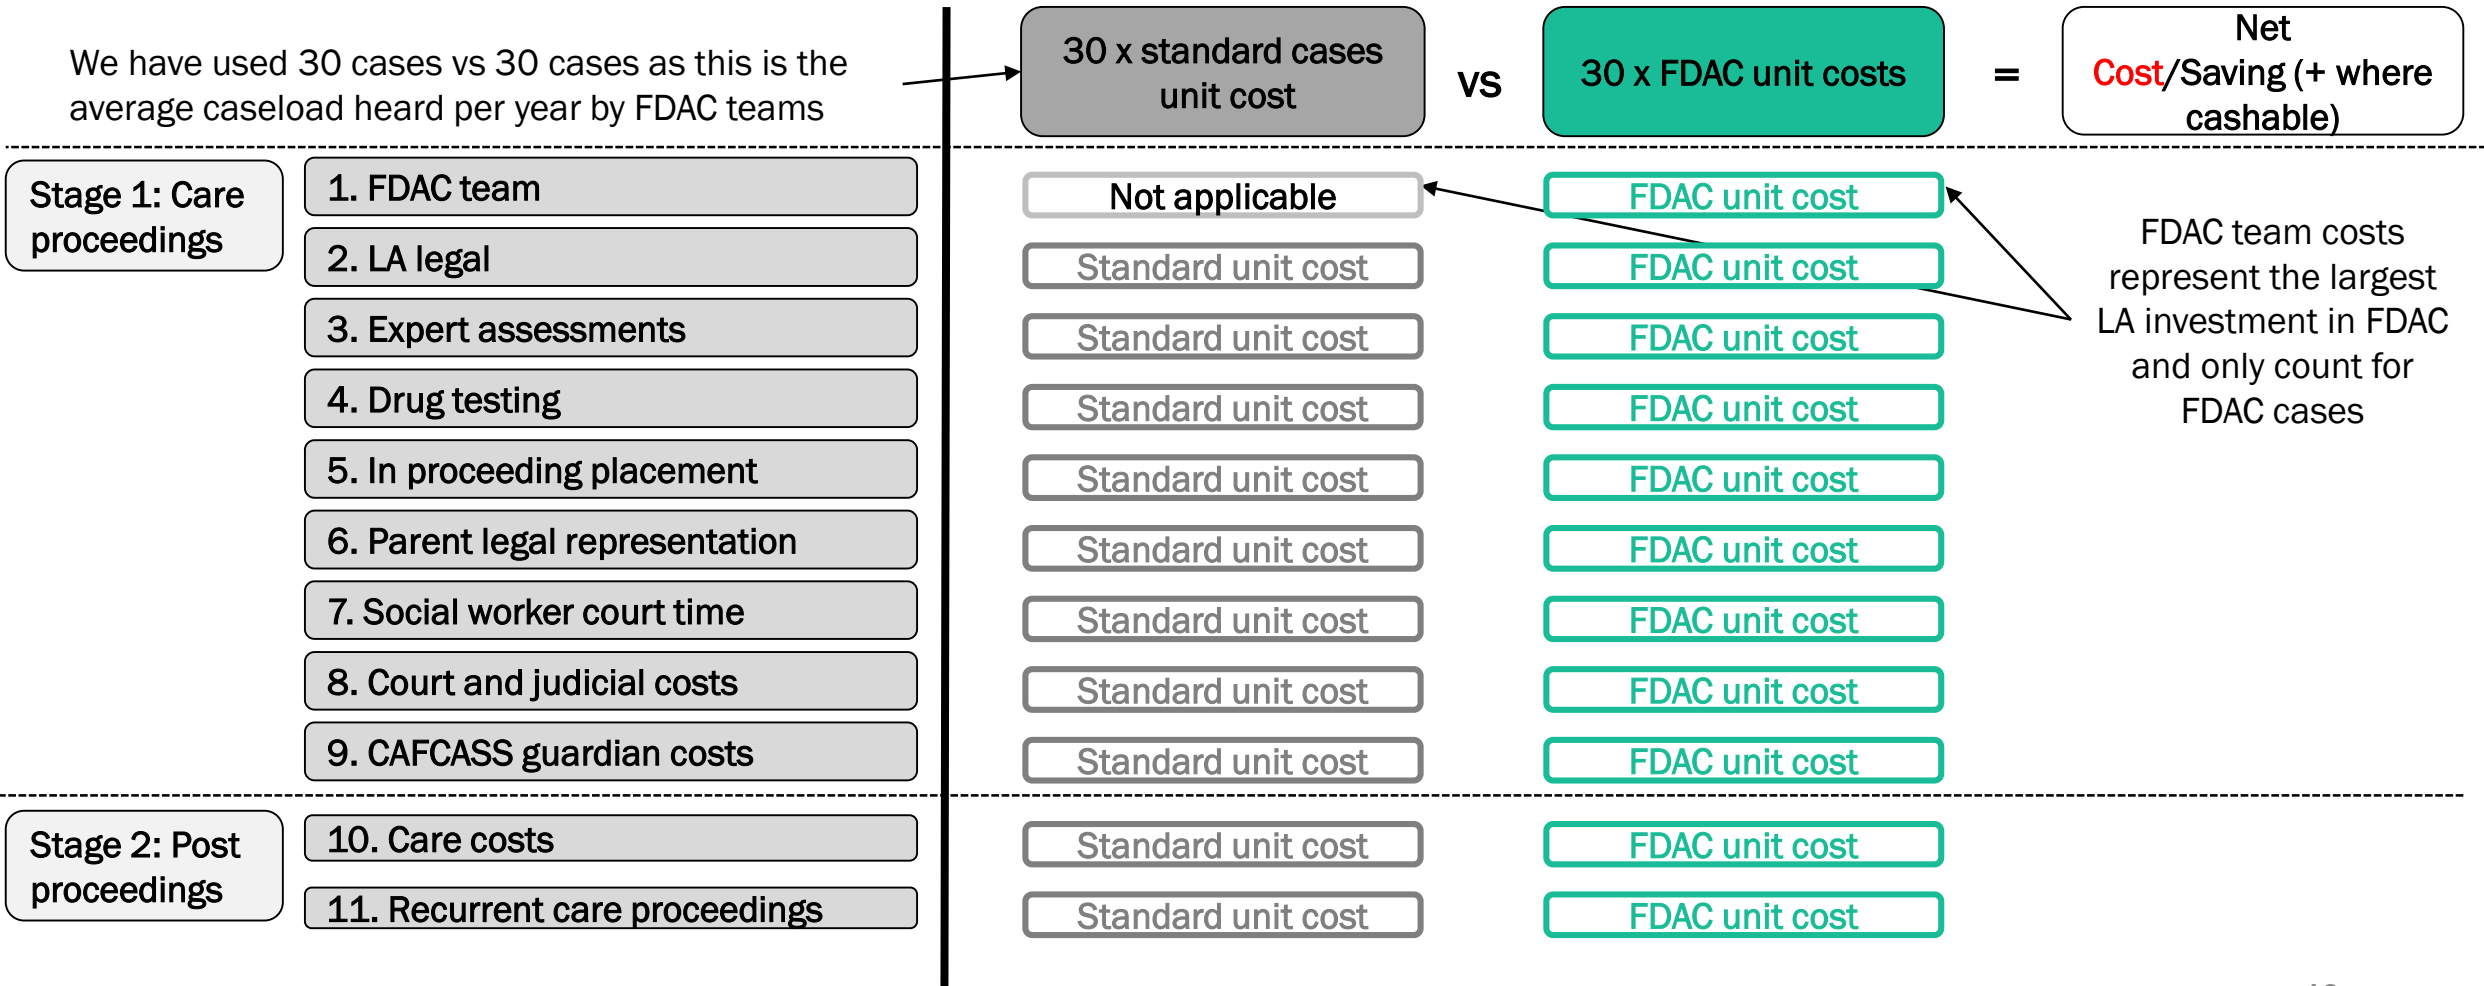 We have used 30 cases vs 30 cases as this is the
average caseload heard per year by FDAC teams
30 x standard cases
unit cost
vs
30 x FDAC unit costs
=
Net
Cost/Saving (+ where
cashable)
Stage 1: Care
proceedings
1. FDAC team
Not applicable
FDAC unit cost
2. LA legal
Standard unit cost
FDAC unit cost
3. Expert assessments
Standard unit cost
FDAC unit cost
4. Drug testing
Standard unit cost
FDAC unit cost
5. In proceeding placement
Standard unit cost
FDAC unit cost
6. Parent legal representation
Standard unit cost
FDAC unit cost
7. Social worker court time
Standard unit cost
FDAC unit cost
8. Court and judicial costs
Standard unit cost
FDAC unit cost
9. CAFCASS guardian costs
Standard unit cost
FDAC unit cost
FDAC team costs
represent the largest
LA investment in FDAC
and only count for
FDAC cases
Stage 2: Post
proceedings
10. Care costs
Standard unit cost
FDAC unit cost
11. Recurrent care proceedings
Standard unit cost
FDAC unit cost